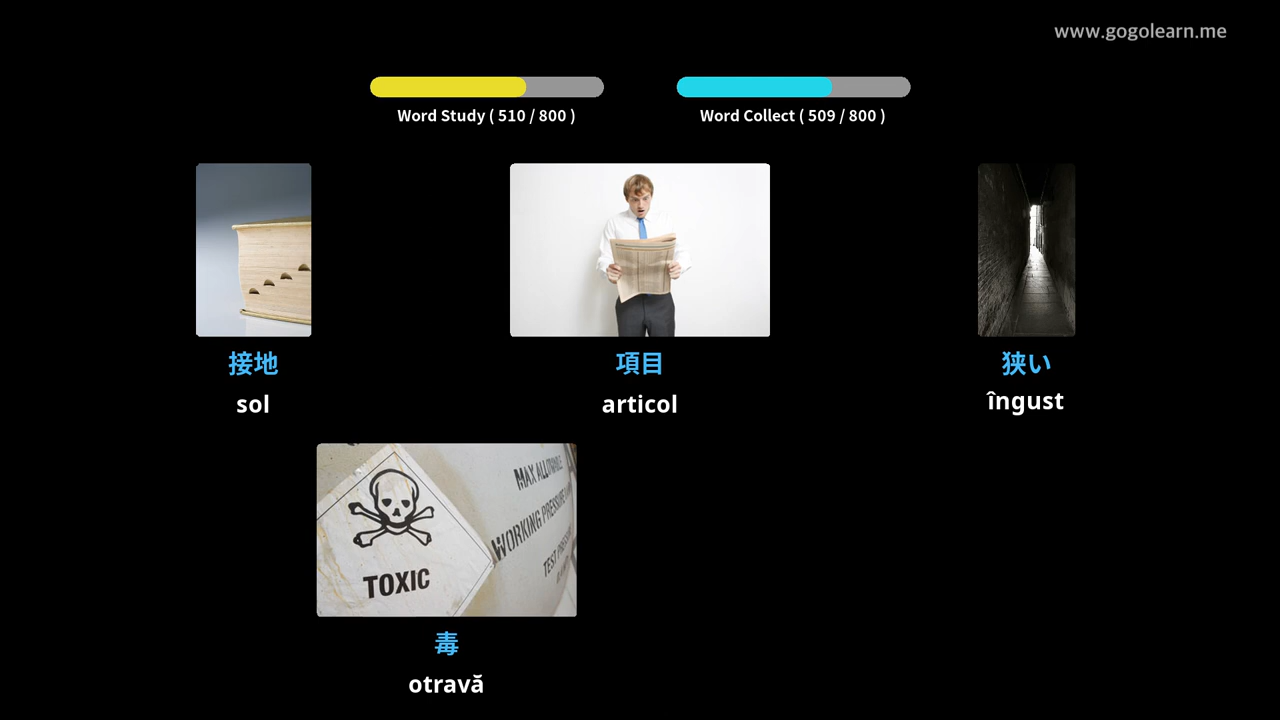 www.gogolearn.me
Word Study ( 510 / 800 )
Word Collect ( 509 / 800 )
接地
sol
項目
articol
狭い
îngust
TOXIC
MAX ALLOWABLE
WORKING PRESSURE
TEST
毒
otravă